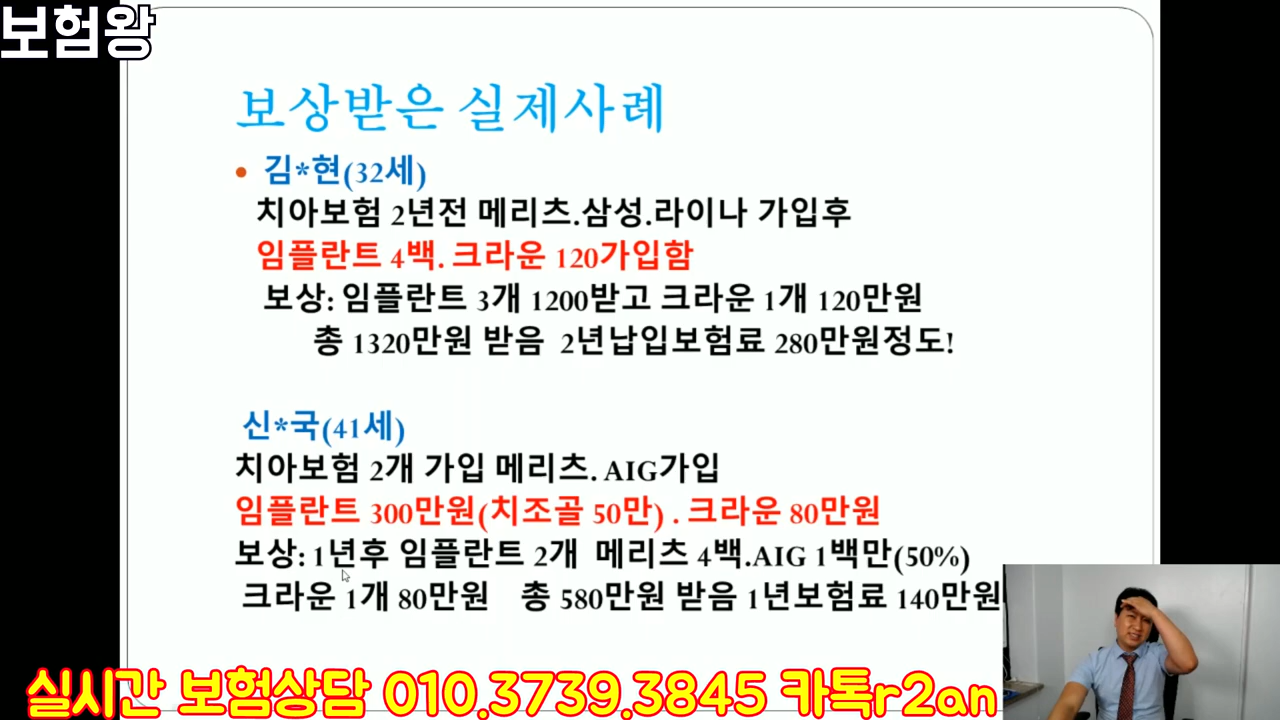 보험왕
보상받은 실제사례
• 김*현(32세)
치아보험 2년전 메리츠.삼성.라이나 가입후
임플란트 4백. 크라운 120가입함
보상: 임플란트 3개 1200받고 크라운 1개 120만원
총 1320만원 받음 2년납입보험료 280만원정도!
신*국(41세)
치아보험 2개 가입 메리츠. AIG가입
임플란트 300만원(치조골 50만) . 크라운 80만원
보상: 1년후 임플란트 2개 메리츠 4백.AIG 1백만(50%)
크라운 1개 80만원 총 580만원 받음 1년보험료 140만원
실시간 보험상담 010.3739.3845 카톡r2an